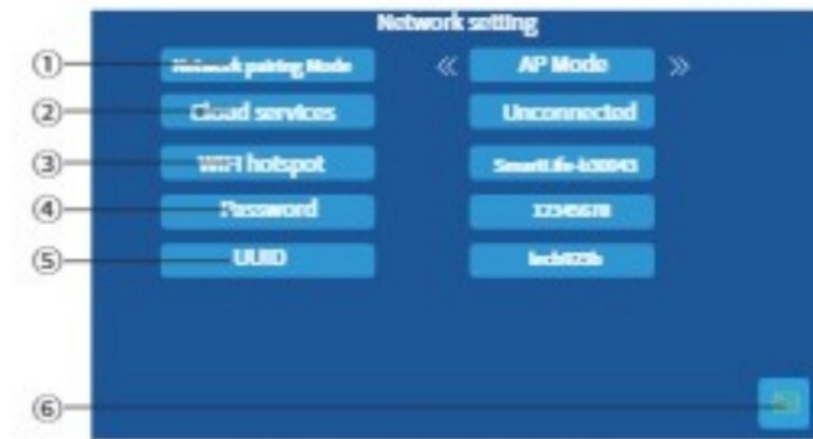 Network setting
① Network pairing Mode « AP Mode »
② Cloud services Unconnected
③ WIFI hotspot
④ Password 12345678
⑤ UUID
⑥